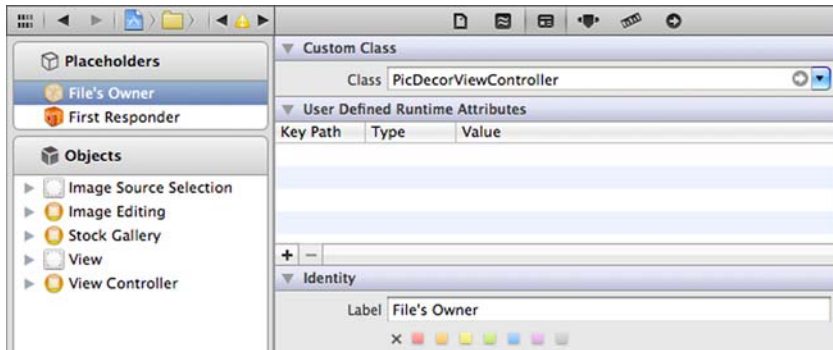 Placeholders
File's Owner
First Responder
Objects
Image Source Selection
Image Editing
Stock Gallery
View
View Controller
Custom Class
Class PicDecorViewController
User Defined Runtime Attributes
Key Path Type Value
Identity
Label File's Owner